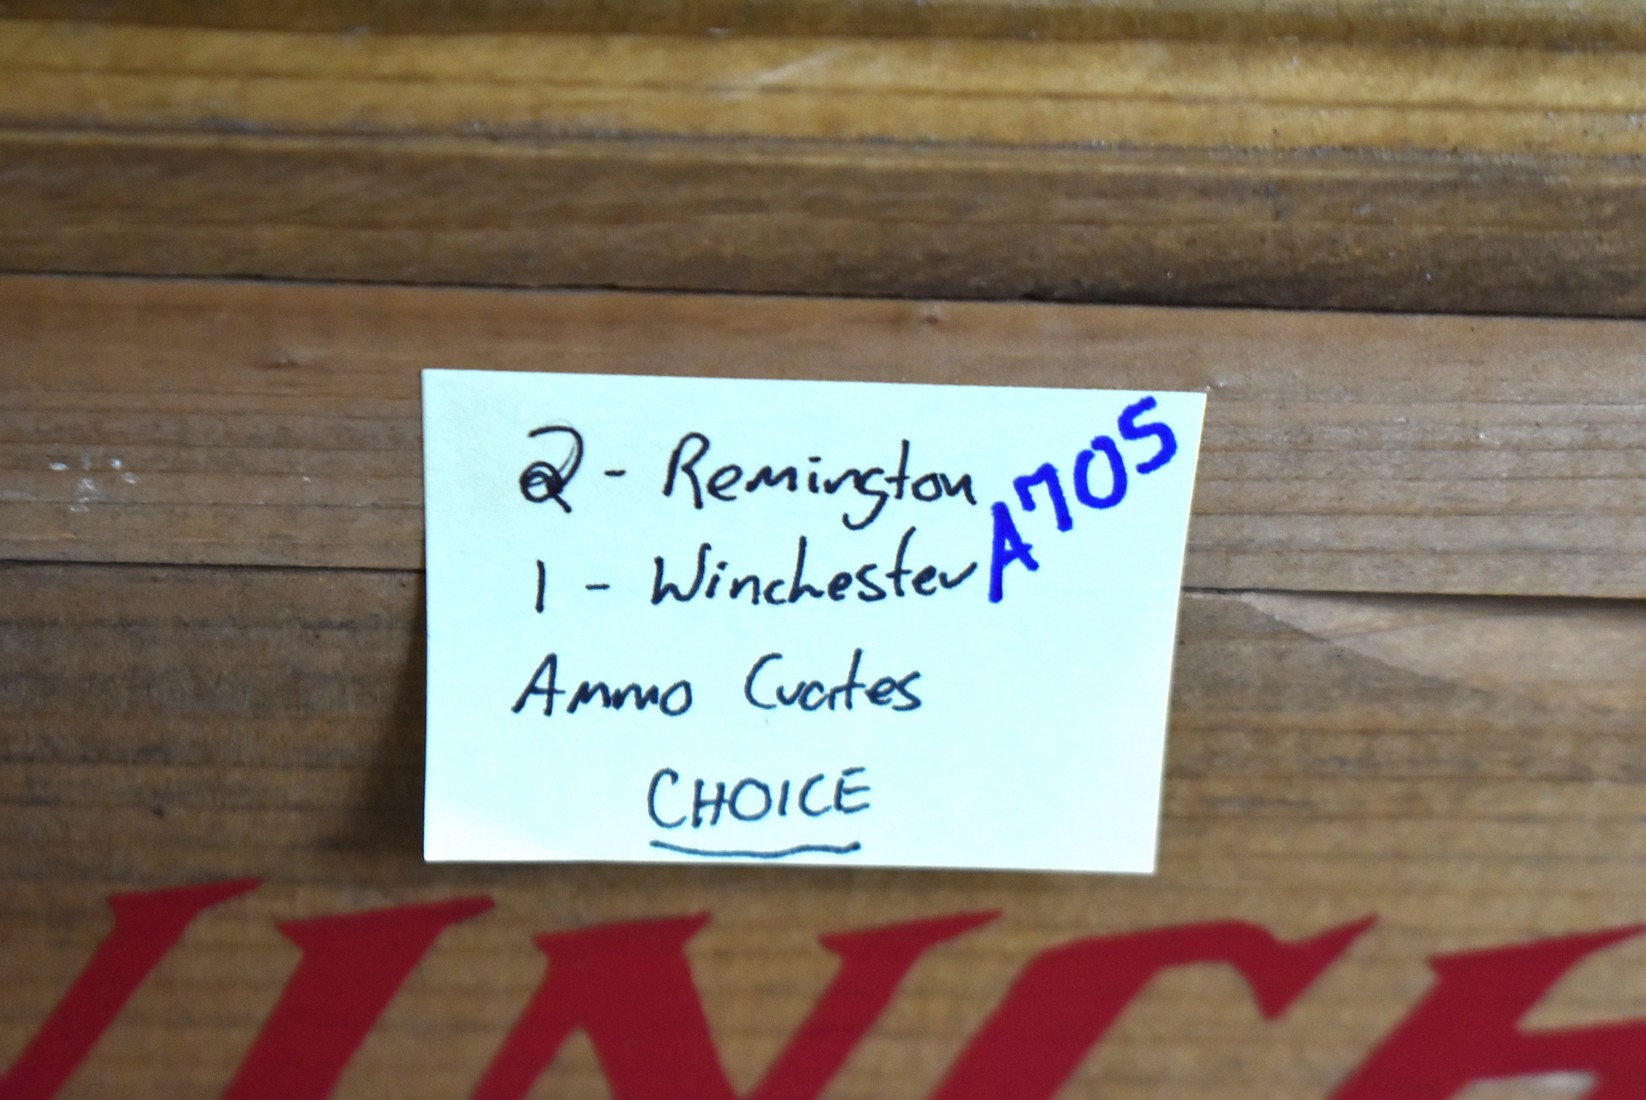 2 - Remington
A705
1 - Winchester
Ammo Crates
CHOICE